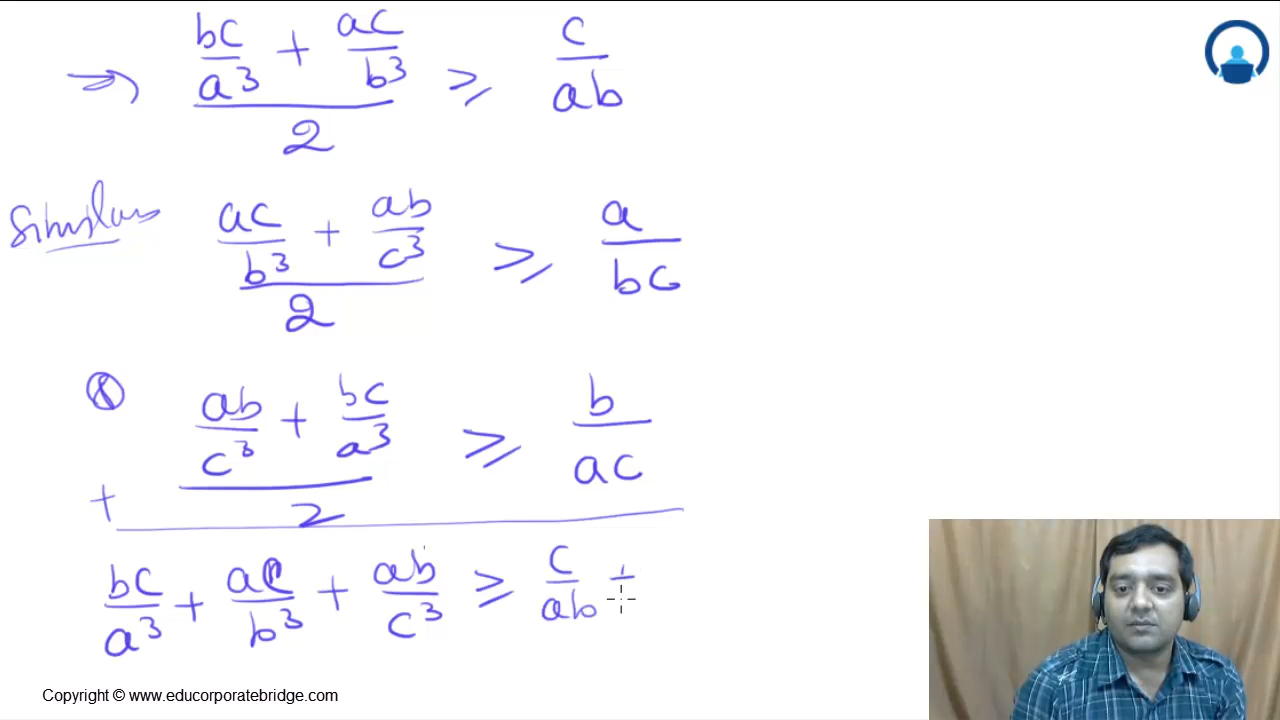 ⇒ (bc/a³ + ac/b³)/2 ≥ c/ab
Similar (ac/b³ + ab/c³)/2 ≥ a/bc
& (ab/c³ + bc/a³)/2 ≥ b/ac
+
bc/a³ + ac/b³ + ab/c³ ≥ c/ab +
Copyright © www.educorporatebridge.com